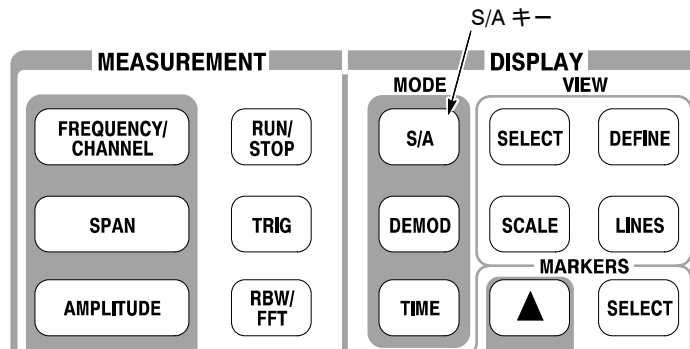 S/A キー
MEASUREMENT
DISPLAY
MODE
VIEW
FREQUENCY/
CHANNEL
RUN/
STOP
S/A
SELECT
DEFINE
SPAN
TRIG
DEMOD
SCALE
LINES
MARKERS
AMPLITUDE
RBW/
FFT
TIME
SELECT